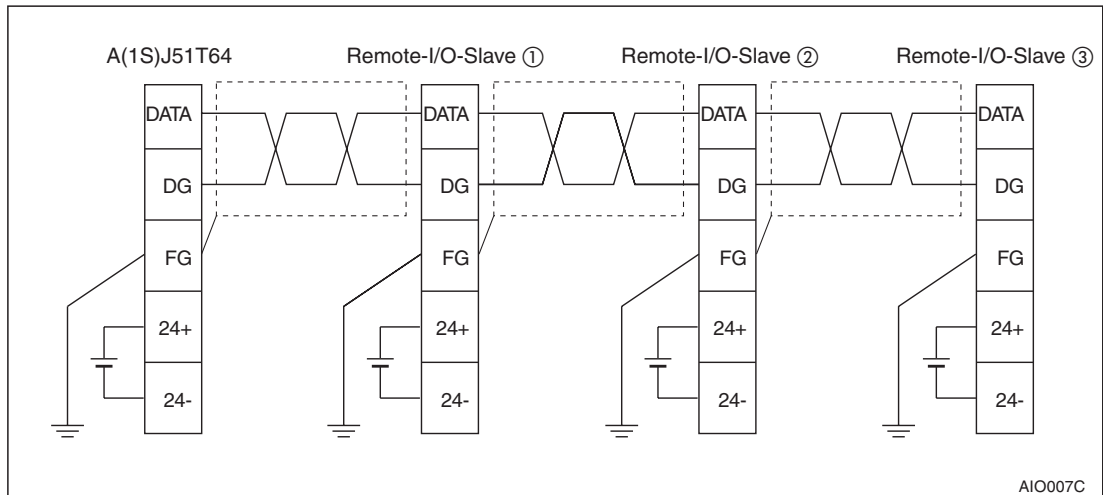 A(1S)J51T64 Remote-I/O-Slave ① Remote-I/O-Slave ② Remote-I/O-Slave ③
DATA DATA DATA DATA
DG DG DG DG
FG FG FG FG
24+ 24+ 24+ 24+
24- 24- 24- 24-
AIO007C